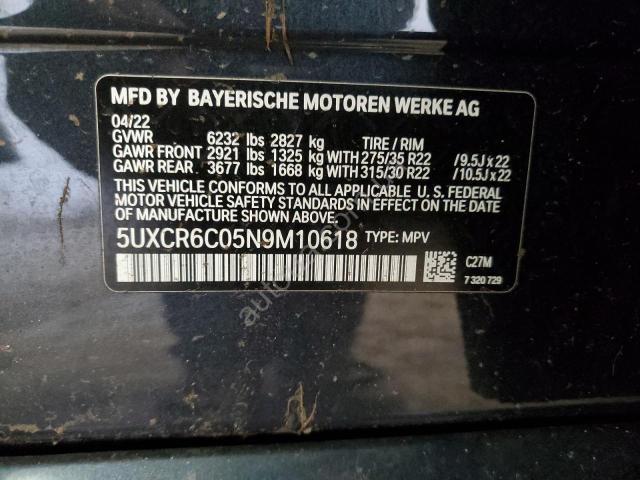 MFD BY BAYERISCHE MOTOREN WERKE AG
04/22
GVWR 6232 lbs 2827 kg TIRE / RIM
GAWR FRONT 2921 lbs 1325 kg WITH 275/35 R22 /9.5J x 22
GAWR REAR. 3677 lbs 1668 kg WITH 315/30 R22 /10.5J x 22
THIS VEHICLE CONFORMS TO ALL APPLICABLE U. S. FEDERAL
MOTOR VEHICLE SAFETY STANDARDS IN EFFECT ON THE
DATE OF MANUFACTURE SHOWN ABOVE.
5UXCR6C05N9M10618 TYPE: MPV
C27M
7 320 729